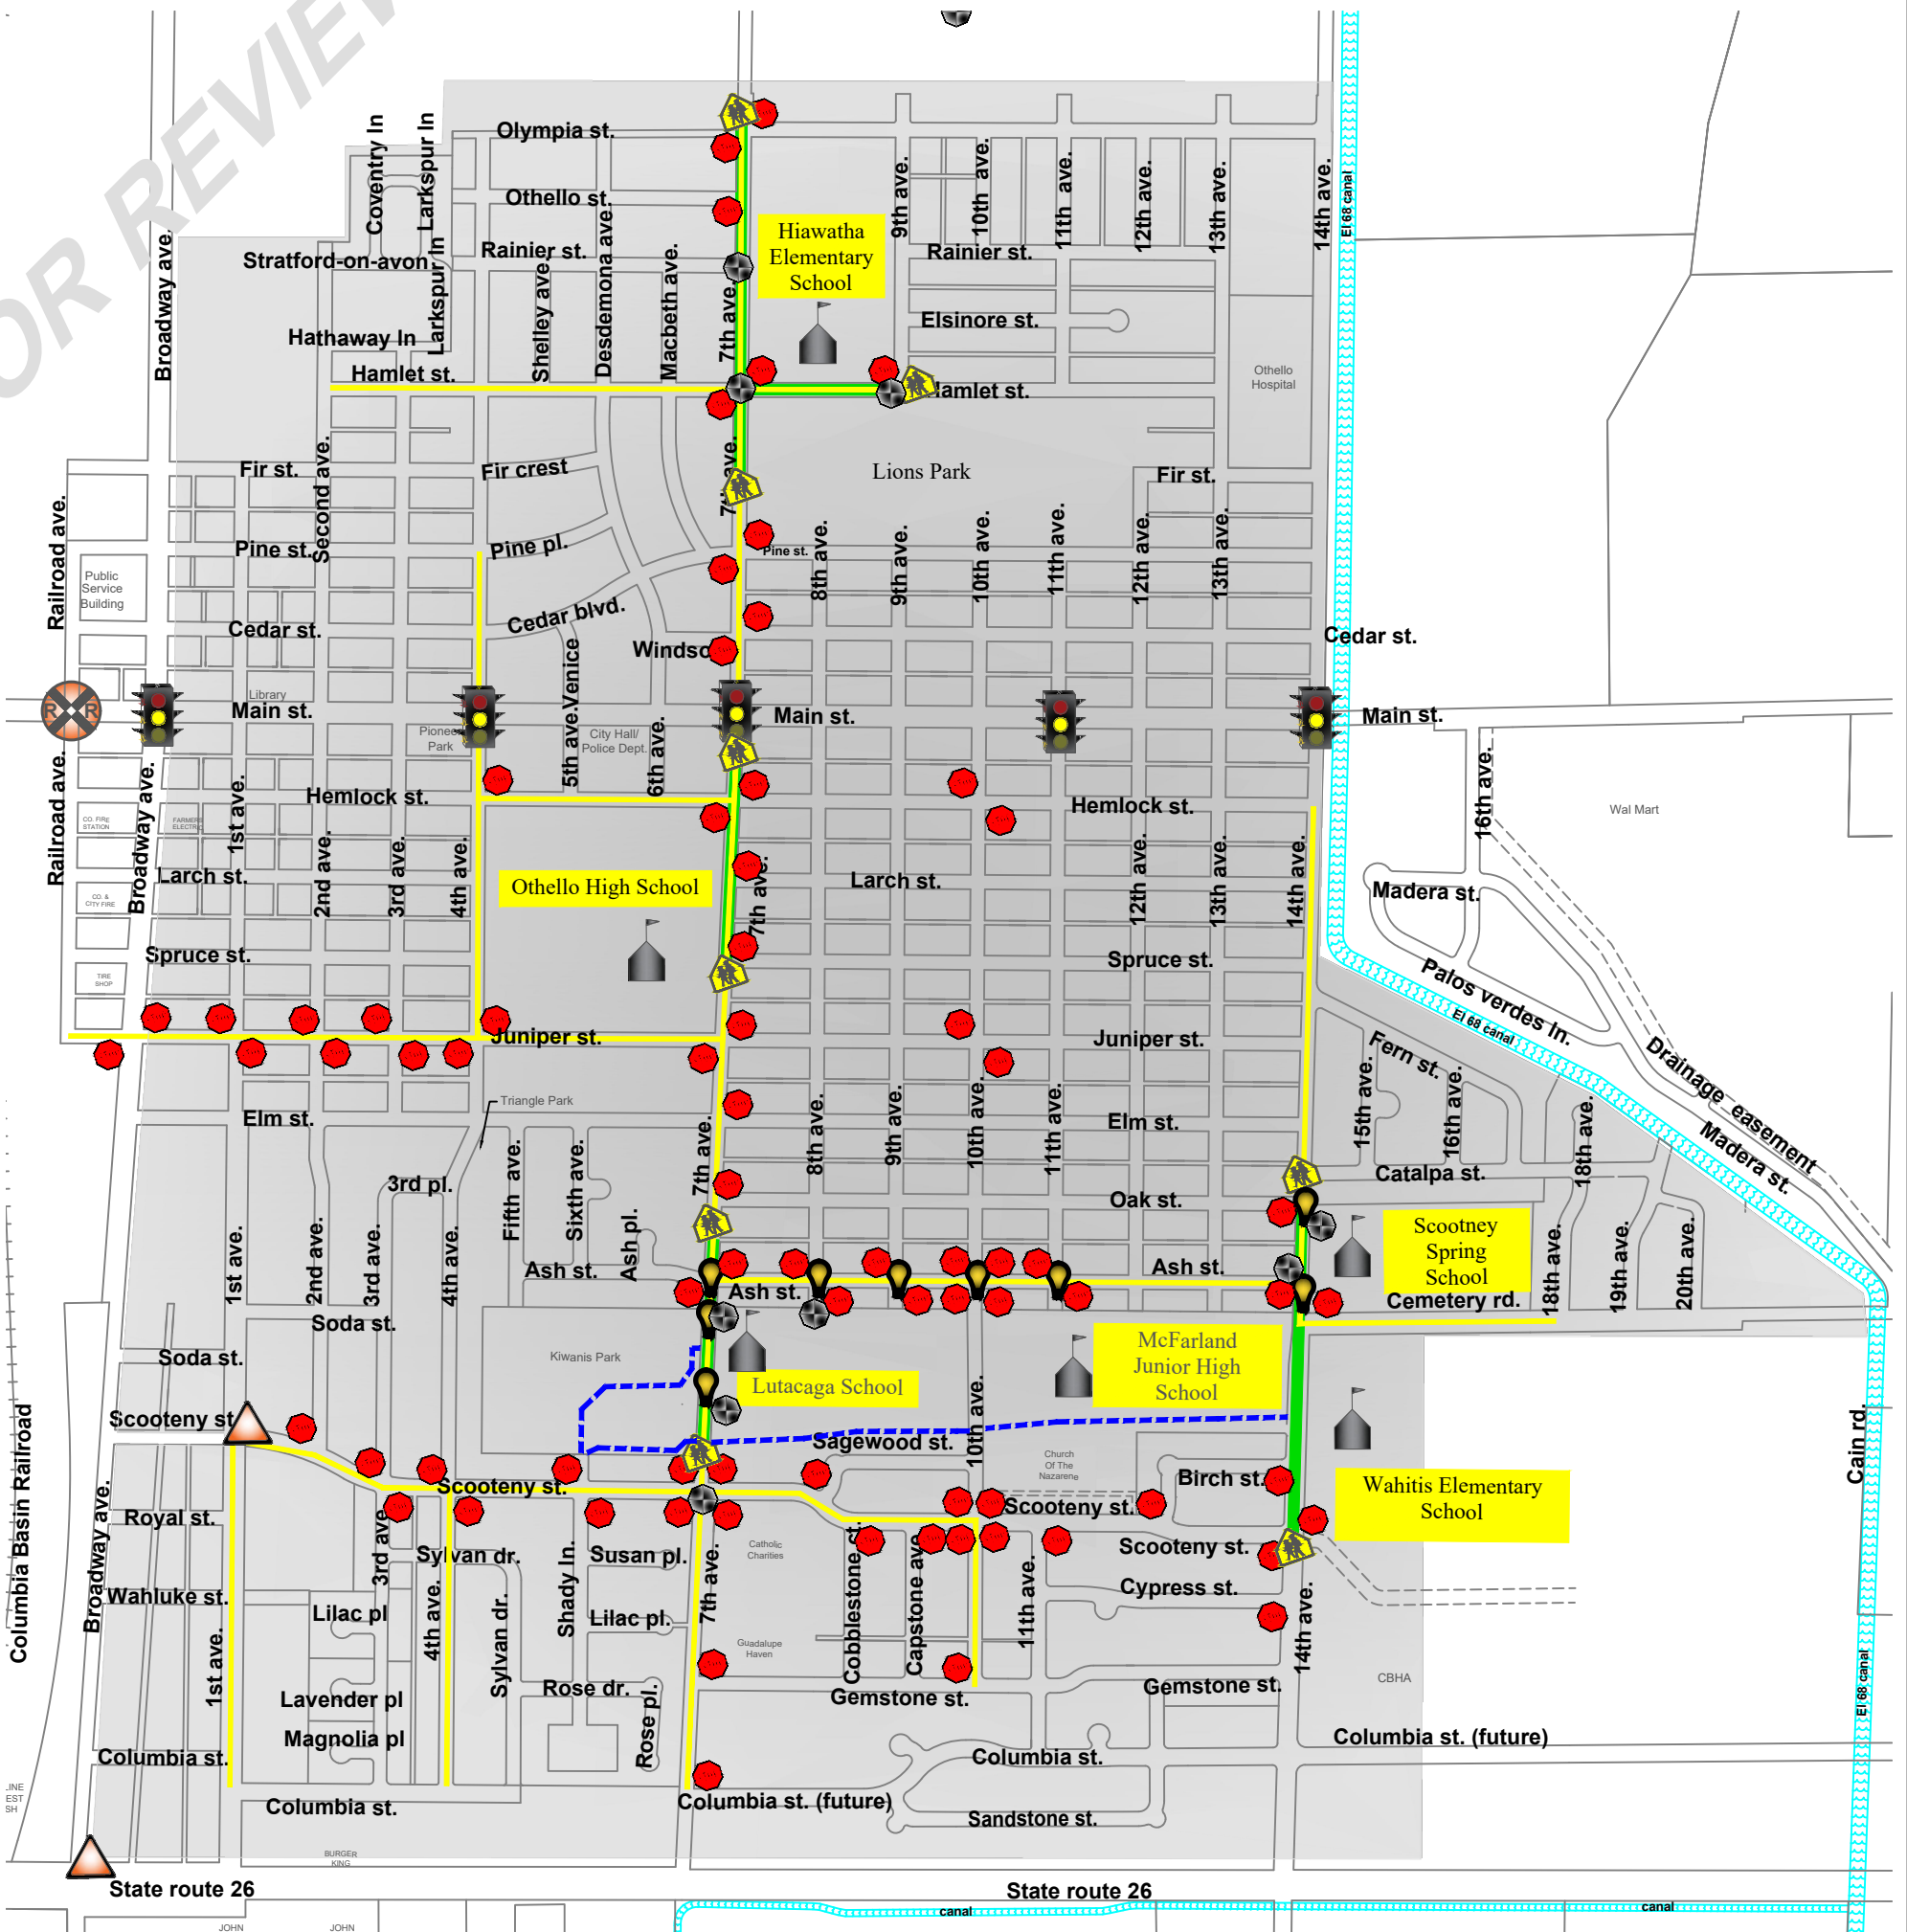 FOR REVIEW
Olympia st.
Coventry ln
Larkspur ln
Othello st.
Broadway ave.
Stratford-on-avon
Larkspur ln
Rainier st.
Shelley ave.
Desdemona ave.
Macbeth ave.
7th ave.
Hiawatha
Elementary
School
9th ave.
10th ave.
11th ave.
12th ave.
13th ave.
14th ave.
El 68 canal
Rainier st.
Elsinore st.
Hathaway ln
Hamlet st.
Hamlet st.
Othello
Hospital
Railroad ave.
Fir st.
Second ave.
Fir crest
7th ave.
Lions Park
Fir st.
Pine st.
Pine pl.
Pine st.
8th ave.
9th ave.
10th ave.
11th ave.
12th ave.
13th ave.
Public
Service
Building
Cedar st.
Cedar blvd.
Windso
Cedar st.
Library
Main st.
Pioneer
Park
5th ave.
Venice
City Hall/
Police Dept.
6th ave.
Main st.
Main st.
Railroad ave.
Broadway ave.
1st ave.
Hemlock st.
Hemlock st.
16th ave.
Wal Mart
CO. FIRE
STATION
FARMERS
ELECTRIC
2nd ave.
3rd ave.
4th ave.
Larch st.
Othello High School
7th ave.
Larch st.
12th ave.
13th ave.
14th ave.
Madera st.
CO. &
CITY FIRE
Spruce st.
Spruce st.
TIRE
SHOP
Palos verdes ln.
El 68 canal
Juniper st.
Juniper st.
Fern st.
Drainage easement
Madera st.
15th ave.
16th ave.
18th ave.
Triangle Park
Elm st.
Elm st.
7th ave.
8th ave.
9th ave.
10th ave.
11th ave.
3rd pl.
Fifth ave.
Sixth ave.
Ash pl.
Catalpa st.
Oak st.
1st ave.
2nd ave.
3rd ave.
4th ave.
Ash st.
Ash st.
Ash st.
Scootney
Spring
School
Cemetery rd.
18th ave.
19th ave.
20th ave.
Soda st.
Soda st.
Kiwanis Park
Lutacaga School
McFarland
Junior High
School
10th ave.
Scooteny st.
Sagewood st.
Church
Of The
Nazarene
Birch st.
Wahitis Elementary
School
Cain rd.
Columbia Basin Railroad
Broadway ave.
Scooteny st.
Scooteny st.
Scooteny st.
Royal st.
3rd ave.
Sylvan dr.
Shady ln.
Susan pl.
7th ave.
Catholic
Charities
Cobblestone ct.
Capstone ave.
11th ave.
Cypress st.
14th ave.
Wahluke st.
1st ave.
Lilac pl
4th ave.
Sylvan dr.
Lilac pl.
Guadalupe
Haven
CBHA
Lavender pl
Rose dr.
Rose pl.
Gemstone st.
Gemstone st.
El 68 canal
Magnolia pl
Columbia st.
Columbia st.
Columbia st. (future)
Columbia st.
Columbia st. (future)
Sandstone st.
BURGER
KING
State route 26
State route 26
canal
canal
JOHN
JOHN